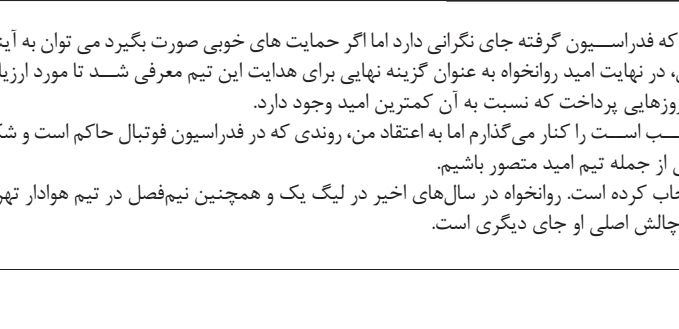 که فدراسیون گرفته جای نگرانی دارد اما اگر حمایت های خوبی صورت بگیرد می توان به
، در نهایت امید روانخواه به عنوان گزینه نهایی برای هدایت این تیم معرفی شد تا مورد
روزهایی پرداخت که نسبت به آن کمترین امید وجود دارد.
است را کنار می‌گذارم اما به اعتقاد من، روندی که در فدراسیون فوتبال حاکم است و
از جمله تیم امید متصور باشیم.
کرده است. روانخواه در سال‌های اخیر در لیگ یک و همچنین نیم‌فصل در تیم هوادار
چالش اصلی او جای دیگری است.